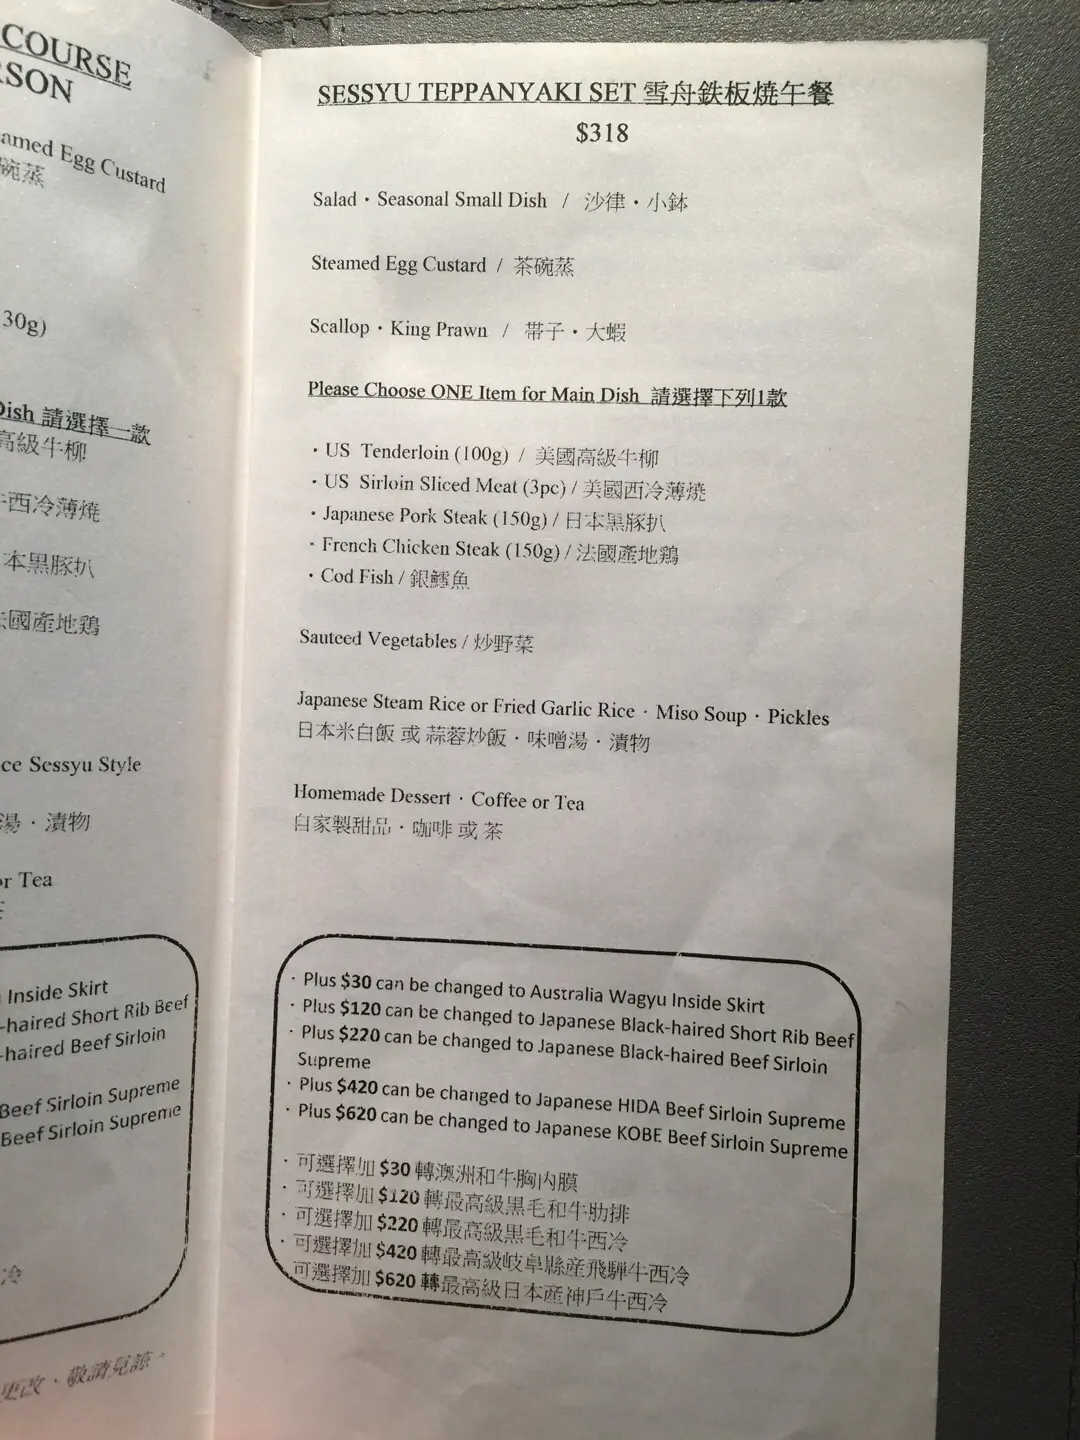 COURSE
RSON
amed Egg Custard
碗蒸
30g)
Dish 請選擇一款
高級牛柳
牛西冷薄燒
本黑豚扒
法國產地鶏
ce Sessyu Style
湯・漬物
or Tea
Inside Skirt
-haired Short Rib Beef
-haired Beef Sirloin
Beef Sirloin Supreme
Beef Sirloin Supreme
冷
更改、敬請見諒。
SESSYU TEPPANYAKI SET 雪舟鉄板燒午餐
$318
Salad・Seasonal Small Dish / 沙律・小鉢
Steamed Egg Custard / 茶碗蒸
Scallop・King Prawn / 帯子・大蝦
Please Choose ONE Item for Main Dish 請選擇下列1款
・US Tenderloin (100g) / 美國高級牛柳
・US Sirloin Sliced Meat (3pc) / 美國西冷薄燒
・Japanese Pork Steak (150g) / 日本黑豚扒
・French Chicken Steak (150g) / 法國產地鶏
・Cod Fish / 銀鱈魚
Sauteed Vegetables / 炒野菜
Japanese Steam Rice or Fried Garlic Rice・Miso Soup・Pickles
日本米白飯 或 蒜蓉炒飯・味噌湯・漬物
Homemade Dessert・Coffee or Tea
自家製甜品・咖啡 或 茶
・Plus $30 can be changed to Australia Wagyu Inside Skirt
・Plus $120 can be changed to Japanese Black-haired Short Rib Beef
・Plus $220 can be changed to Japanese Black-haired Beef Sirloin
Supreme
・Plus $420 can be changed to Japanese HIDA Beef Sirloin Supreme
・Plus $620 can be changed to Japanese KOBE Beef Sirloin Supreme
・可選擇加 $30 轉澳洲和牛胸内膜
・可選擇加 $120 轉最高級黒毛和牛肋排
・可選擇加 $220 轉最高級黒毛和牛西冷
・可選擇加 $420 轉最高級岐阜縣産飛騨牛西冷
可選擇加 $620 轉最高級日本産神戶牛西冷